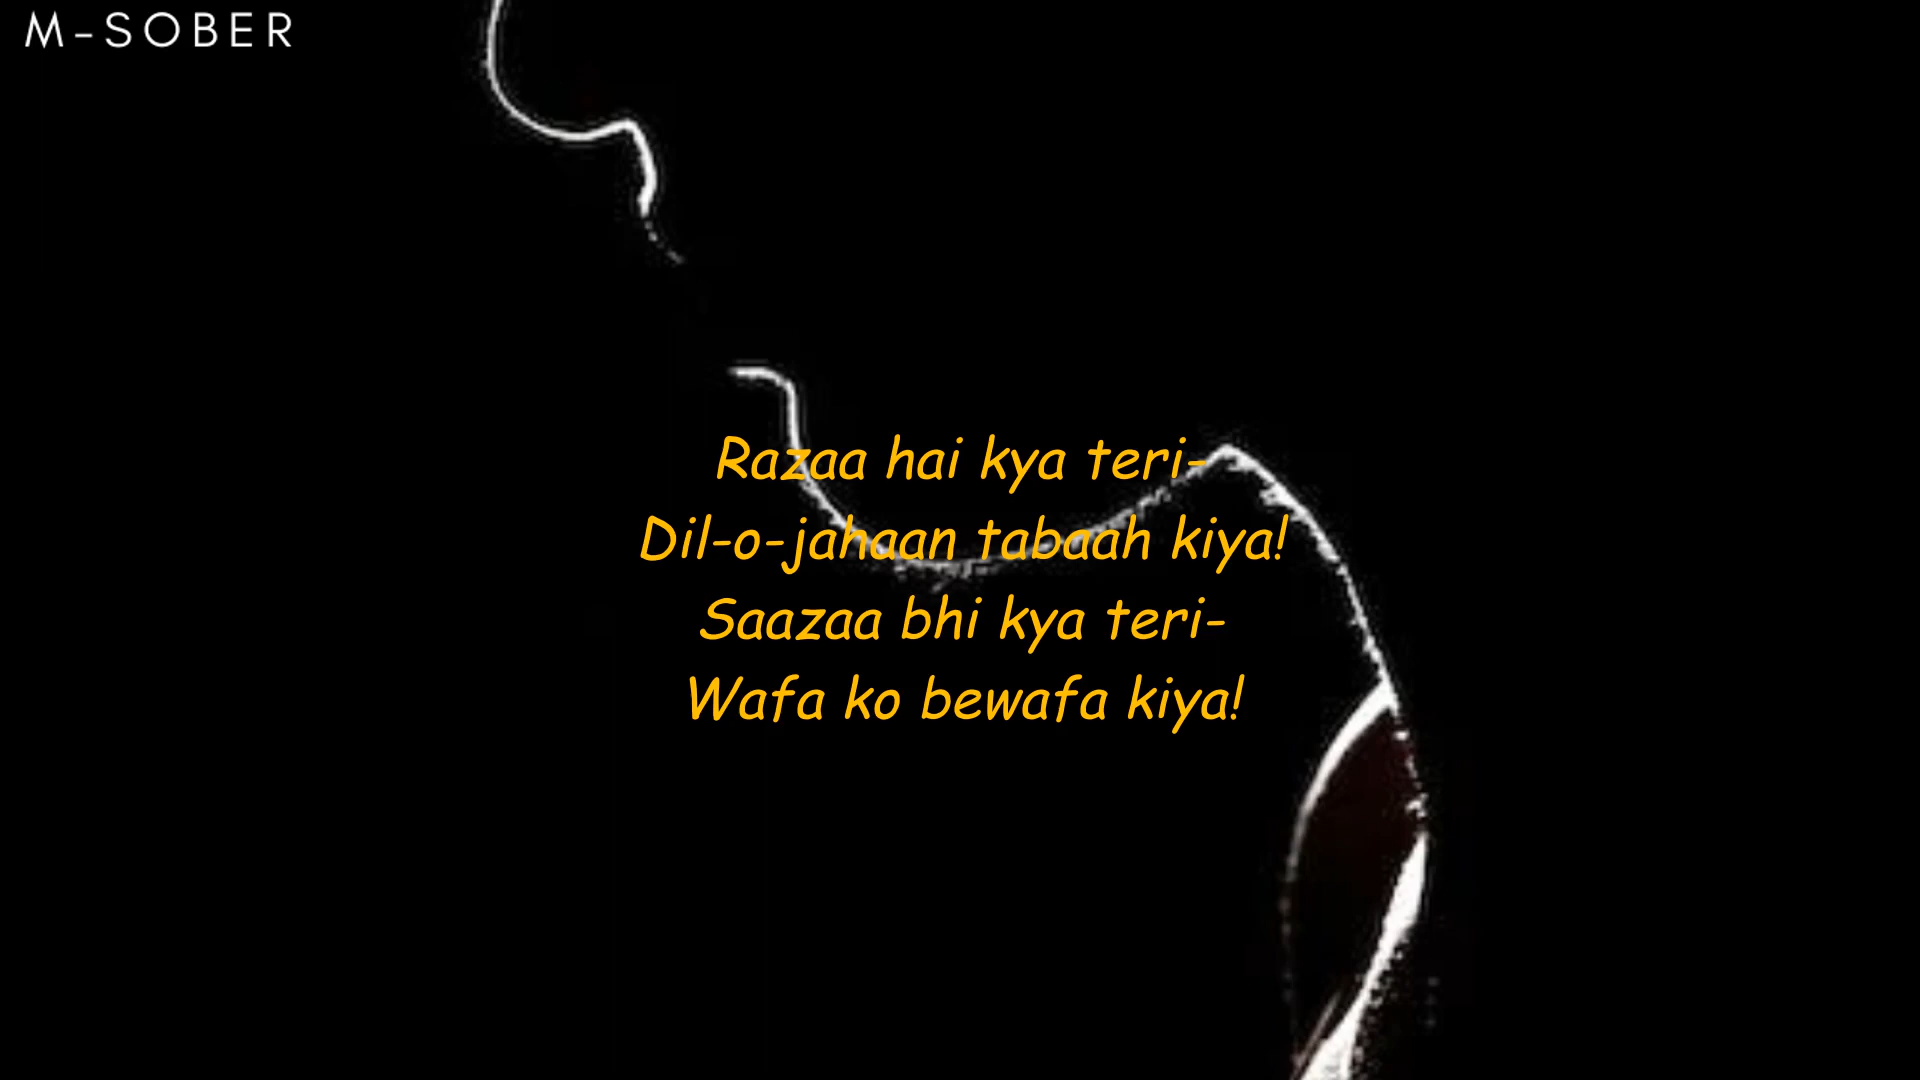 M-SOBER
Razaa hai kya teri-
Dil-o-jahaan tabaah kiya!
Saazaa bhi kya teri-
Wafa ko bewafa kiya!